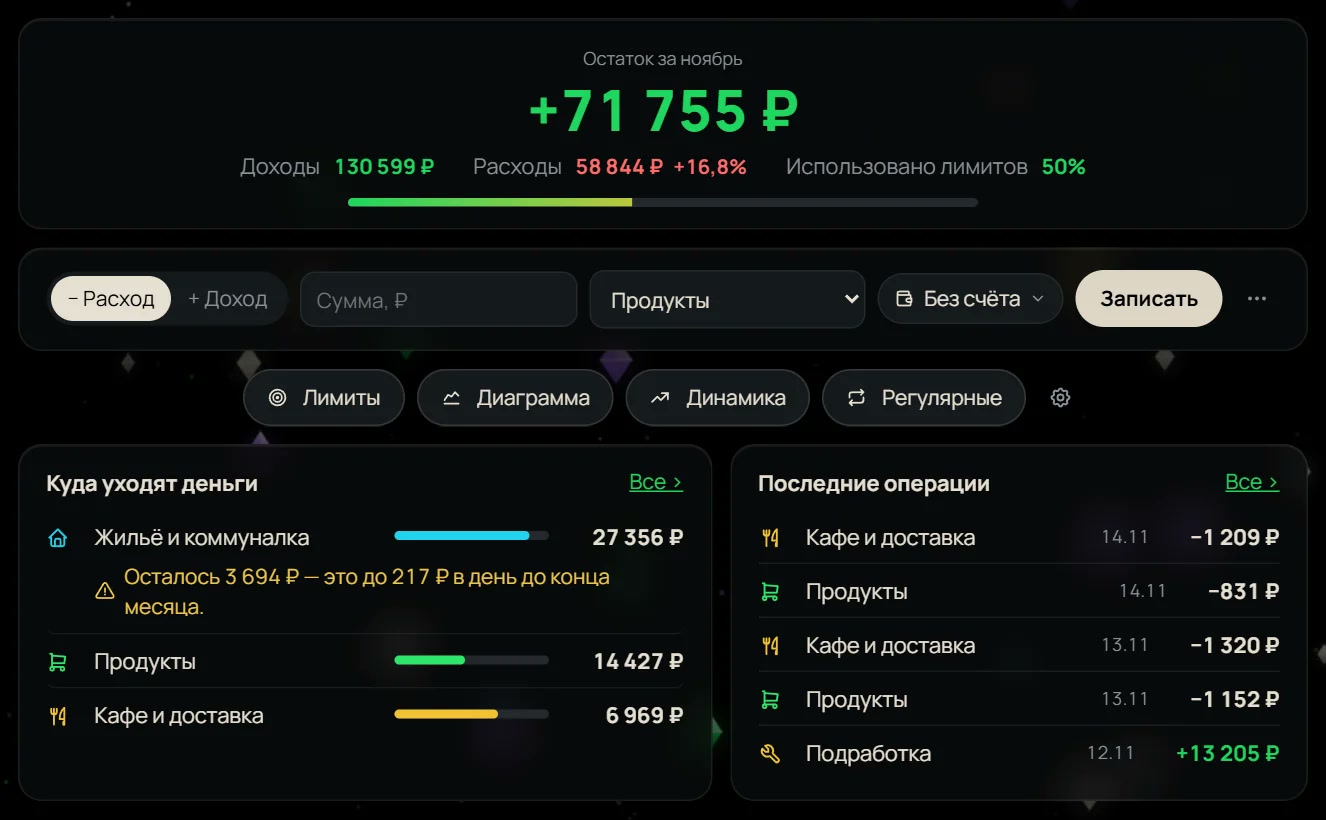 Остаток за ноябрь
+71 755 ₽
Доходы 130 599 ₽ Расходы 58 844 ₽ +16,8% Использовано лимитов 50%
− Расход + Доход Сумма, ₽ Продукты Без счёта Записать ···
Лимиты Диаграмма Динамика Регулярные
Куда уходят деньги Все >
Жильё и коммуналка 27 356 ₽
Осталось 3 694 ₽ — это до 217 ₽ в день до конца
месяца.
Продукты 14 427 ₽
Кафе и доставка 6 969 ₽
Последние операции Все >
Кафе и доставка 14.11 −1 209 ₽
Продукты 14.11 −831 ₽
Кафе и доставка 13.11 −1 320 ₽
Продукты 13.11 −1 152 ₽
Подработка 12.11 +13 205 ₽